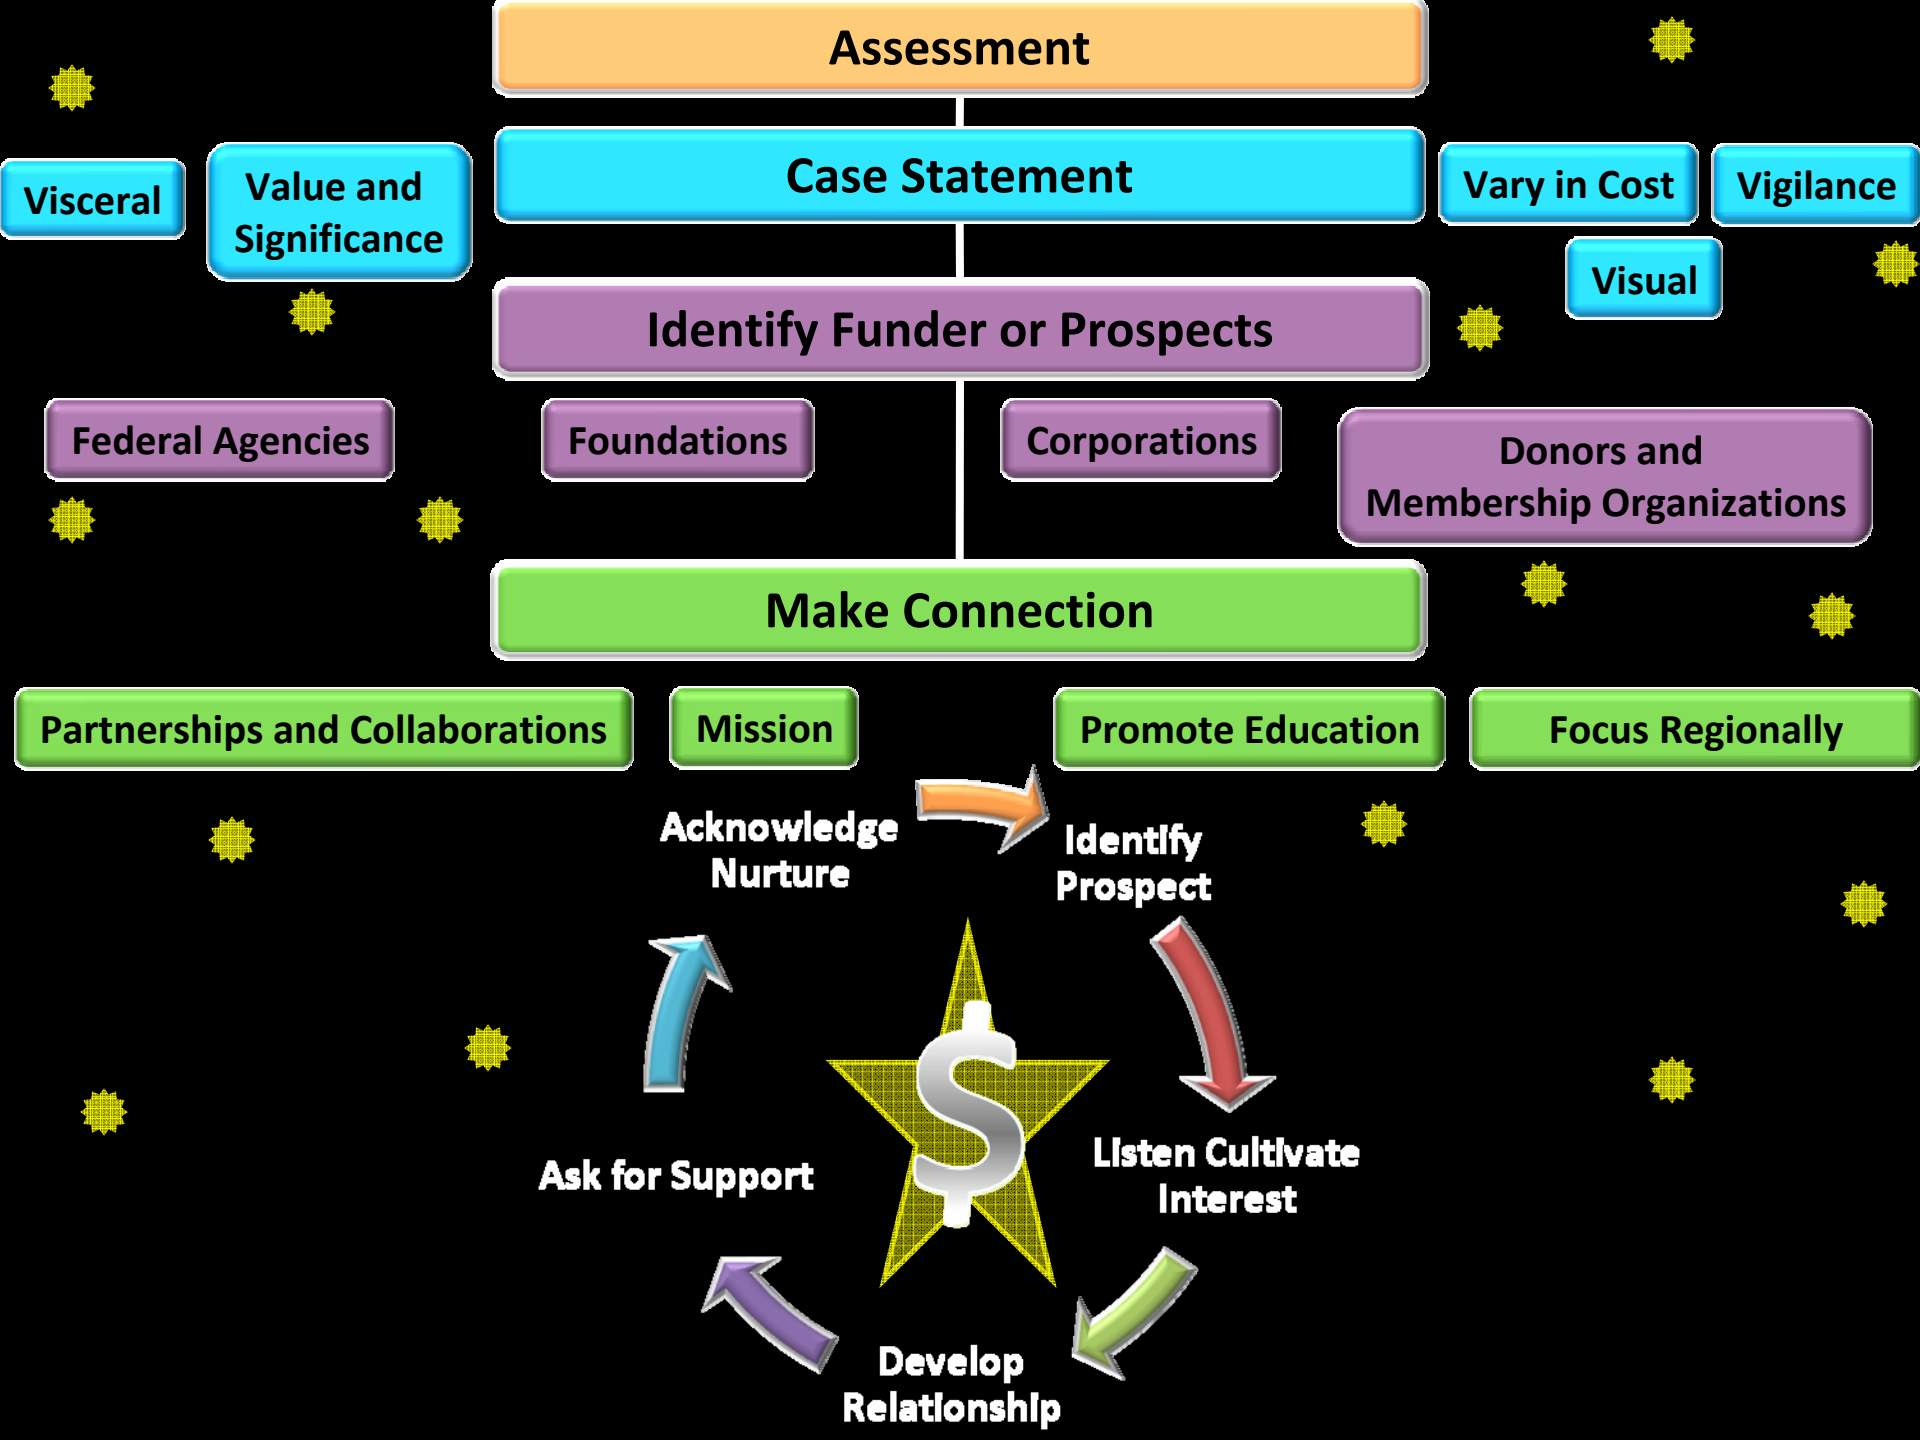 Assessment
Case Statement
Visceral
Value and
Significance
Vary in Cost
Vigilance
Visual
Identify Funder or Prospects
Federal Agencies
Foundations
Corporations
Donors and
Membership Organizations
Make Connection
Partnerships and Collaborations
Mission
Promote Education
Focus Regionally
Acknowledge
Nurture
Identify
Prospect
Listen Cultivate
Interest
Develop
Relationship
Ask for Support
$